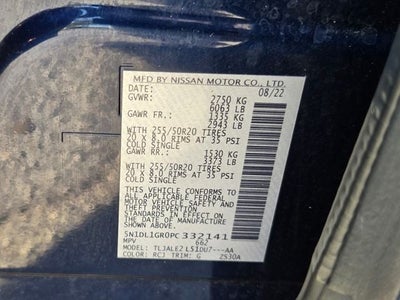 MFD BY NISSAN MOTOR CO., LTD.
DATE: 08/22
GVWR: 2750 KG
6063 LB
GAWR FR.: 1335 KG
2943 LB
WITH 255/50R20 TIRES
20 X 8.0 RIMS AT 35 PSI
COLD SINGLE
GAWR RR.: 1530 KG
3373 LB
WITH 255/50R20 TIRES
20 X 8.0 RIMS AT 35 PSI
COLD SINGLE
THIS VEHICLE CONFORMS TO
ALL APPLICABLE FEDERAL
MOTOR VEHICLE SAFETY AND
THEFT PREVENTION STANDARDS
IN EFFECT ON THE DATE OF
MANUFACTURE SHOWN ABOVE.
5N1DL1GR0PC332141
MPV 662
MODEL: TLJALE2 L51DU7---AA
COLOR: RCJ TRIM: G 2S30A